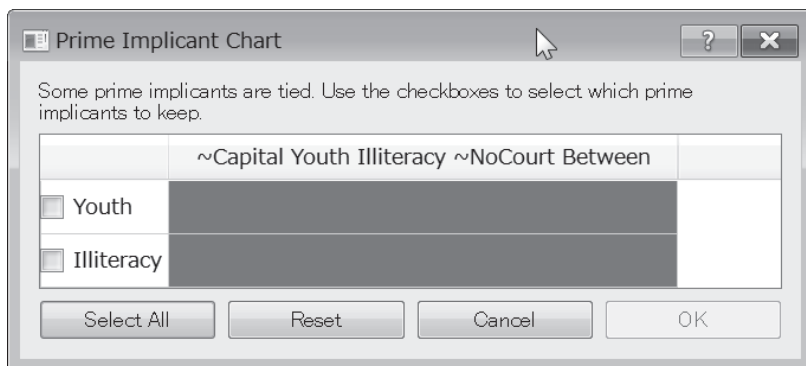 Prime Implicant Chart
Some prime implicants are tied. Use the checkboxes to select which prime
implicants to keep.
~Capital Youth Illiteracy ~NoCourt Between
Youth
Illiteracy
Select All Reset Cancel OK